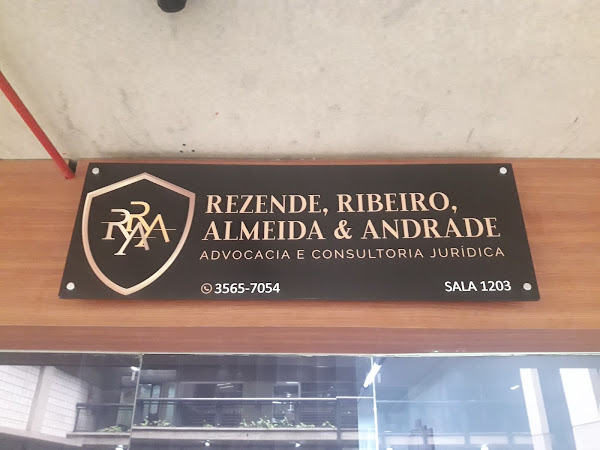 RRAA
REZENDE, RIBEIRO,
ALMEIDA & ANDRADE
ADVOCACIA E CONSULTORIA JURÍDICA
3565-7054
SALA 1203